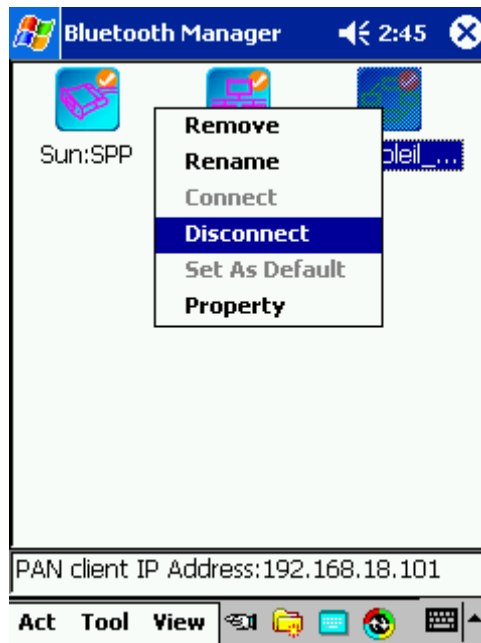 Bluetooth Manager 2:45
Sun:SPP
oleil_...
Remove
Rename
Connect
Disconnect
Set As Default
Property
PAN client IP Address:192.168.18.101
Act Tool View